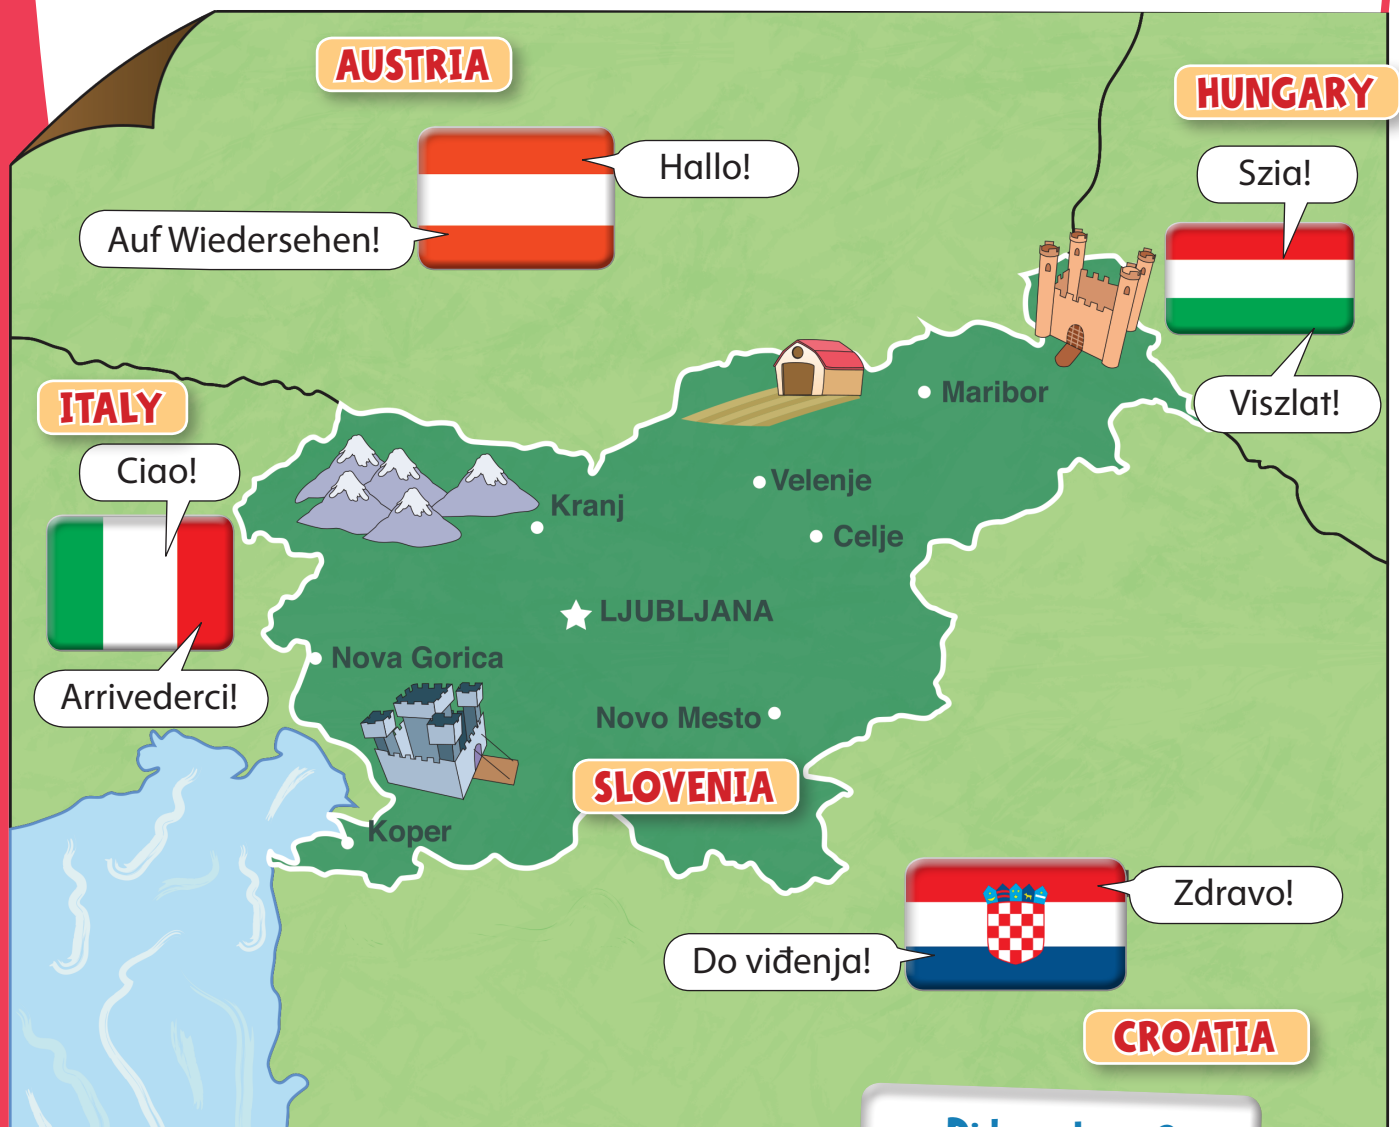 AUSTRIA
HUNGARY
Hallo!
Szia!
Auf Wiedersehen!
ITALY
Maribor
Viszlat!
Ciao!
Velenje
Kranj
Celje
LJUBLJANA
Nova Gorica
Arrivederci!
Novo Mesto
SLOVENIA
Koper
Zdravo!
Do viđenja!
CROATIA